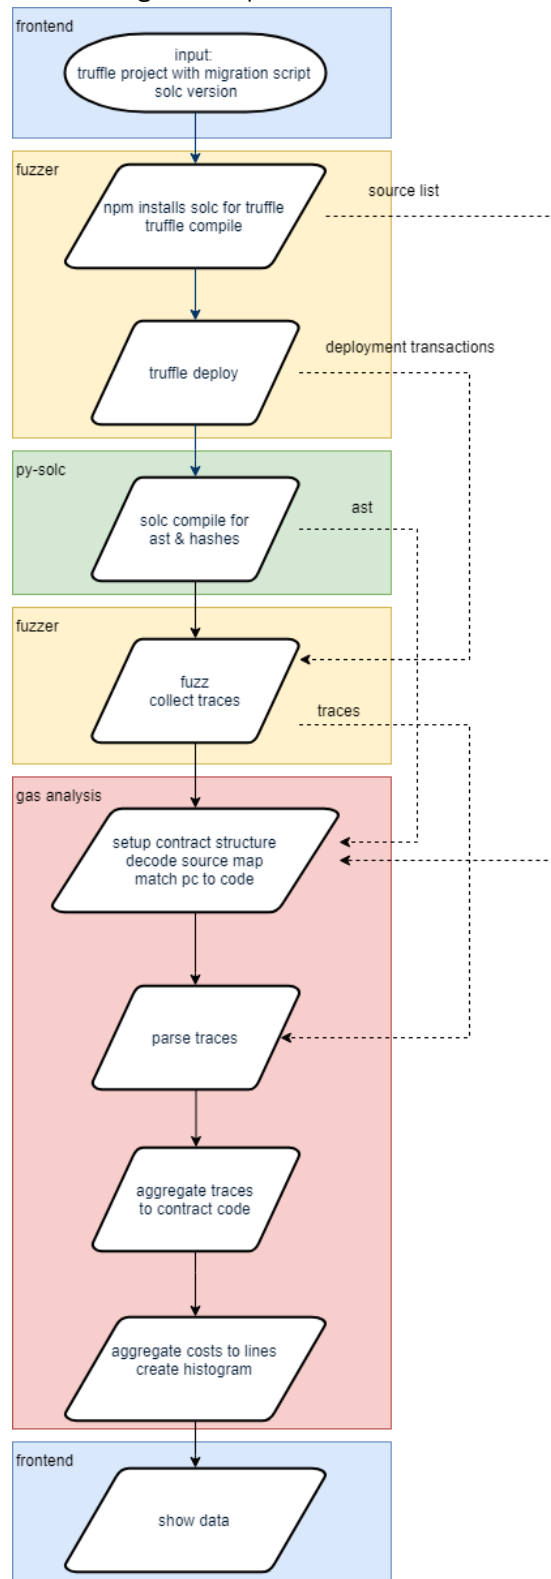 frontend
input:
truffle project with migration script
solc version
fuzzer
npm installs solc for truffle
truffle compile
source list
truffle deploy
deployment transactions
py-solc
solc compile for
ast & hashes
ast
fuzzer
fuzz
collect traces
traces
gas analysis
setup contract structure
decode source map
match pc to code
parse traces
aggregate traces
to contract code
aggregate costs to lines
create histogram
frontend
show data